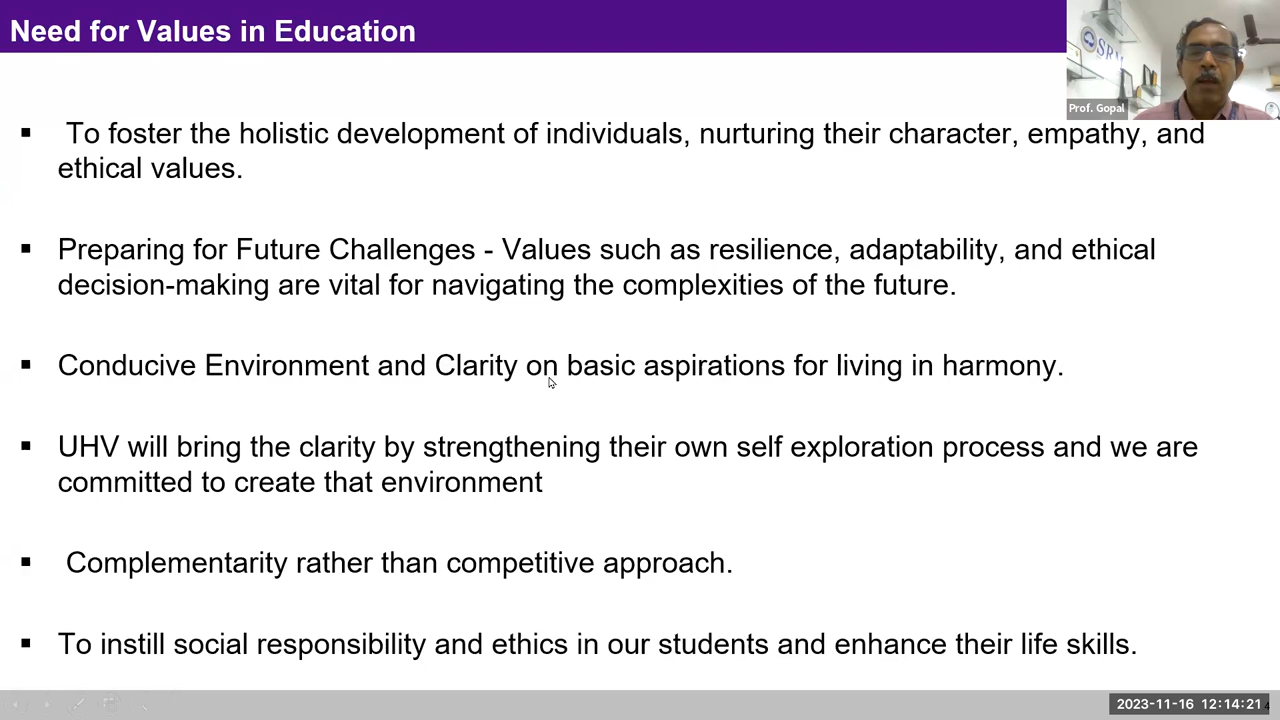 Need for Values in Education
SRM
Prof. Gopal
▪ To foster the holistic development of individuals, nurturing their character, empathy, and
ethical values.
▪ Preparing for Future Challenges - Values such as resilience, adaptability, and ethical
decision-making are vital for navigating the complexities of the future.
▪ Conducive Environment and Clarity on basic aspirations for living in harmony.
▪ UHV will bring the clarity by strengthening their own self exploration process and we are
committed to create that environment
▪ Complementarity rather than competitive approach.
▪ To instill social responsibility and ethics in our students and enhance their life skills.
2023-11-16 12:14:21
4